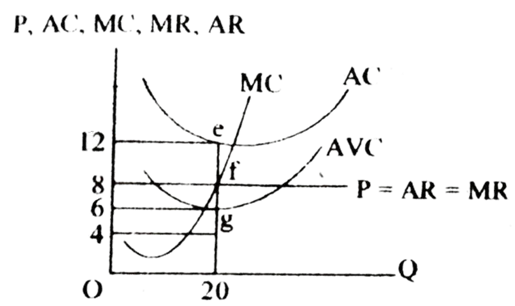 P, AC, MC, MR, AR
MC
AC
12
e
AVC
8
f
P = AR = MR
6
g
4
O
20
Q